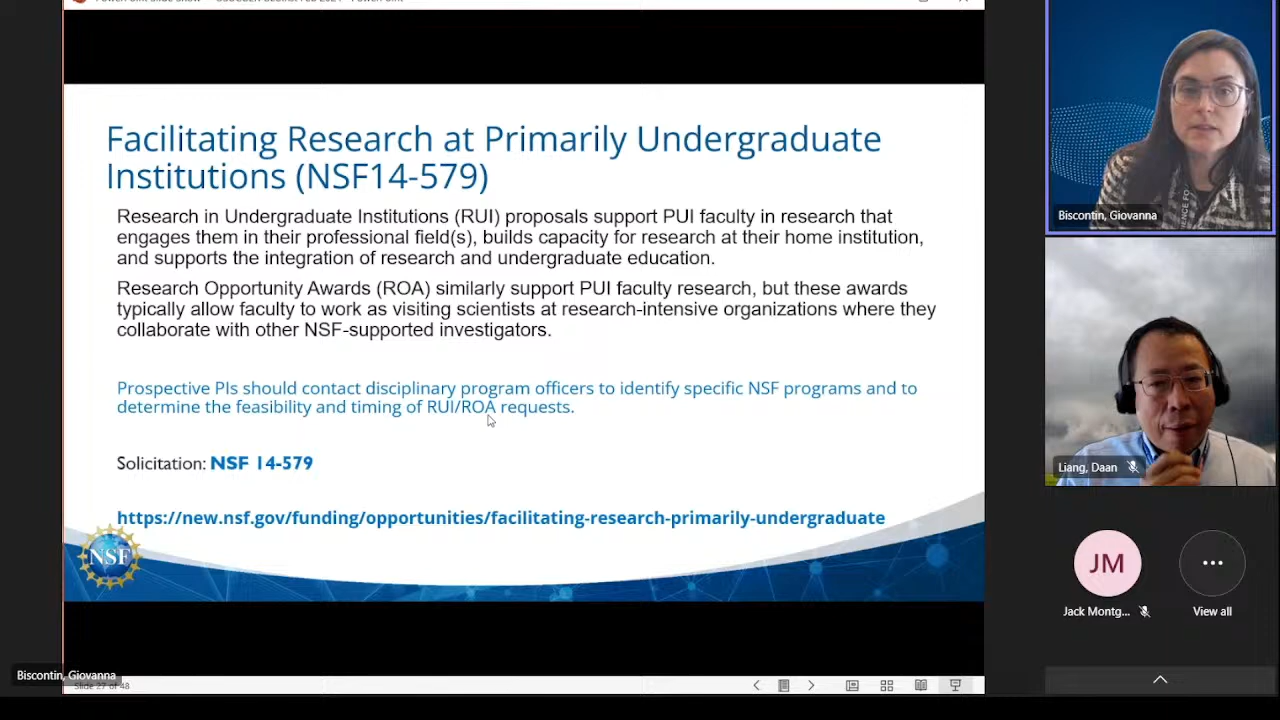 Facilitating Research at Primarily Undergraduate
Institutions (NSF14-579)
Research in Undergraduate Institutions (RUI) proposals support PUI faculty in research that
engages them in their professional field(s), builds capacity for research at their home institution,
and supports the integration of research and undergraduate education.
Research Opportunity Awards (ROA) similarly support PUI faculty research, but these awards
typically allow faculty to work as visiting scientists at research-intensive organizations where they
collaborate with other NSF-supported investigators.
Prospective PIs should contact disciplinary program officers to identify specific NSF programs and to
determine the feasibility and timing of RUI/ROA requests.
Solicitation: NSF 14-579
https://new.nsf.gov/funding/opportunities/facilitating-research-primarily-undergraduate
NSF
Biscontin, Giovanna
Slide 27 of 48
Biscontin, Giovanna
Liang, Daan
JM
Jack Montg...
View all